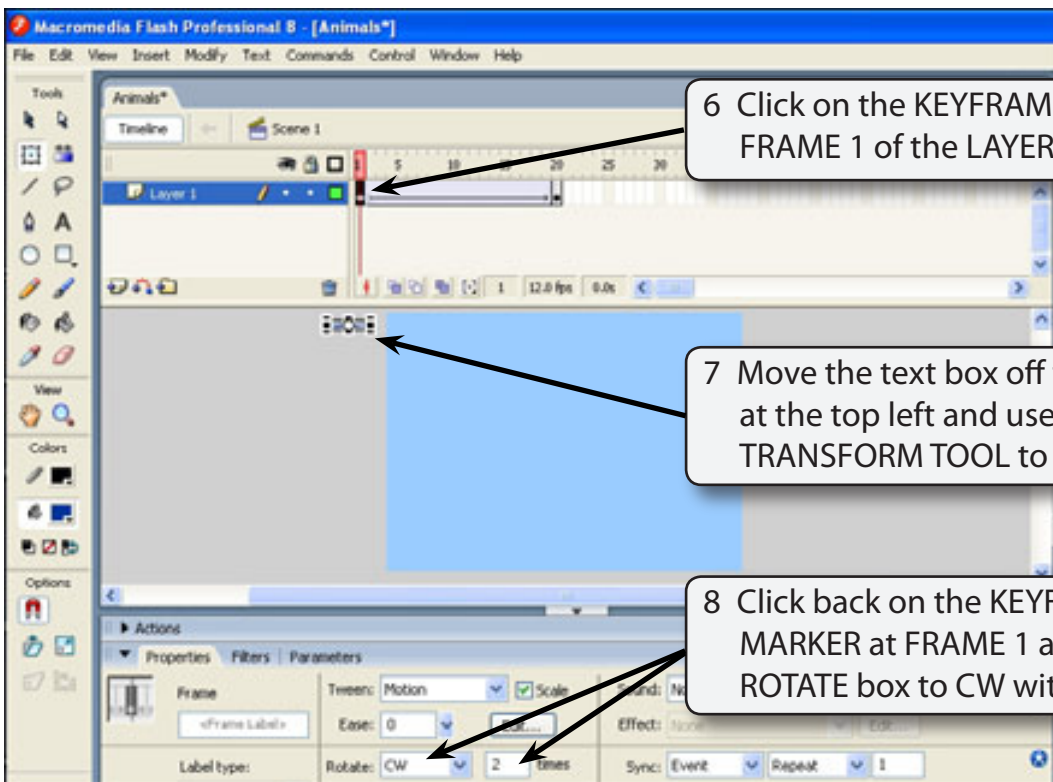 Macromedia Flash Professional 8 - [Animals*]
File Edit View Insert Modify Text Commands Control Window Help
Tools
Animals*
Timeline Scene 1
1 5 10 15 20 25 30
Layer 1
1 12.0 fps 0.0s
6 Click on the KEYFRAM
FRAME 1 of the LAYER
7 Move the text box off
at the top left and use
TRANSFORM TOOL to
View
Colors
Options
8 Click back on the KEYF
MARKER at FRAME 1 a
ROTATE box to CW wit
Actions
Properties Filters Parameters
Frame Tween: Motion Scale Sound:
<Frame Label> Ease: 0 Edit... Effect: None Edit...
Label type: Rotate: CW 2 times Sync: Event Repeat 1